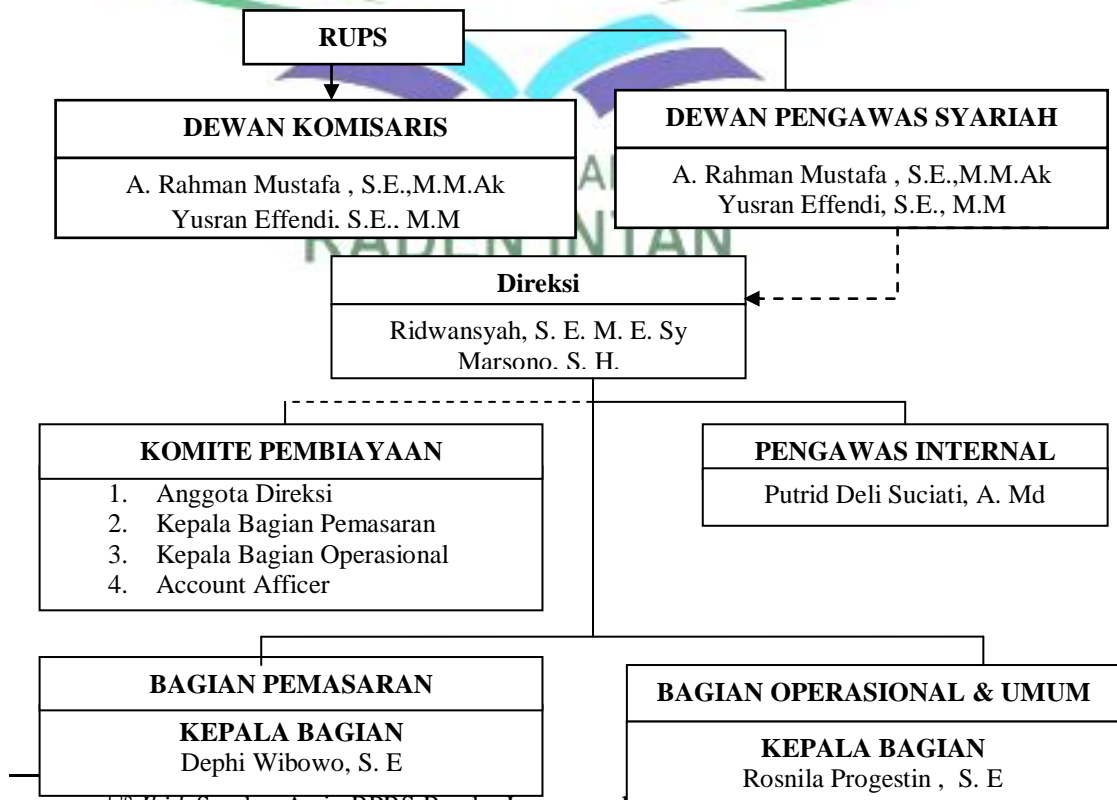 RUPS
DEWAN KOMISARIS
A. Rahman Mustafa , S.E.,M.M.Ak
Yusran Effendi, S.E., M.M
DEWAN PENGAWAS SYARIAH
A. Rahman Mustafa , S.E.,M.M.Ak
Yusran Effendi, S.E., M.M
RADEN INTAN
Direksi
Ridwansyah, S. E. M. E. Sy
Marsono, S. H.
KOMITE PEMBIAYAAN
1. Anggota Direksi
2. Kepala Bagian Pemasaran
3. Kepala Bagian Operasional
4. Account Afficer
PENGAWAS INTERNAL
Putrid Deli Suciati, A. Md
BAGIAN PEMASARAN
KEPALA BAGIAN
Dephi Wibowo, S. E
BAGIAN OPERASIONAL & UMUM
KEPALA BAGIAN
Rosnila Progestin , S. E